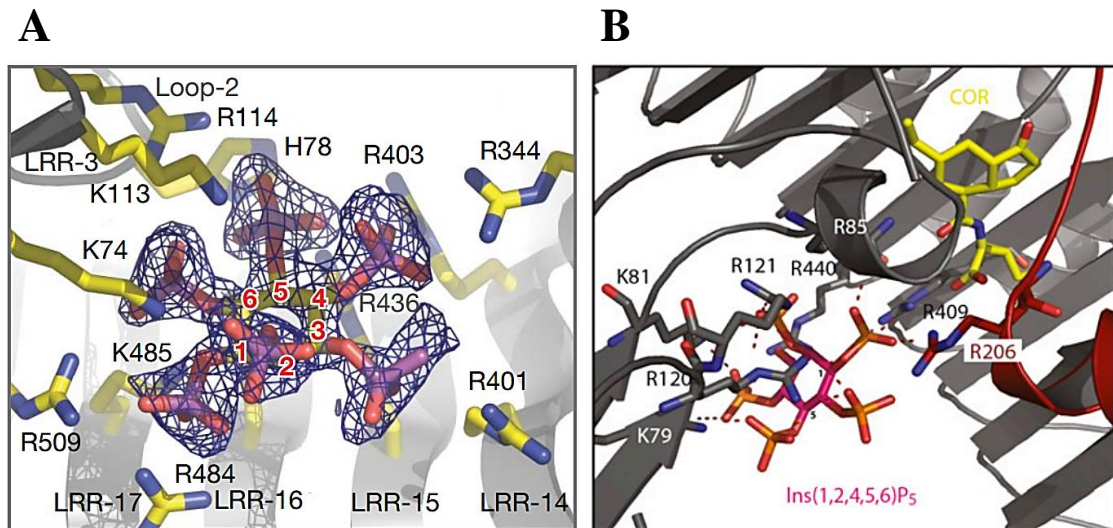 A
B
Loop-2
R114
H78
LRR-3
R403
R344
K113
K74
6
5
4
R436
3
1
2
K485
R401
R509
R484
LRR-17
LRR-16
LRR-15
LRR-14
COR
R85
K81
R121
R440
R409
R206
R120
1
5
K79
Ins(1,2,4,5,6)P₅